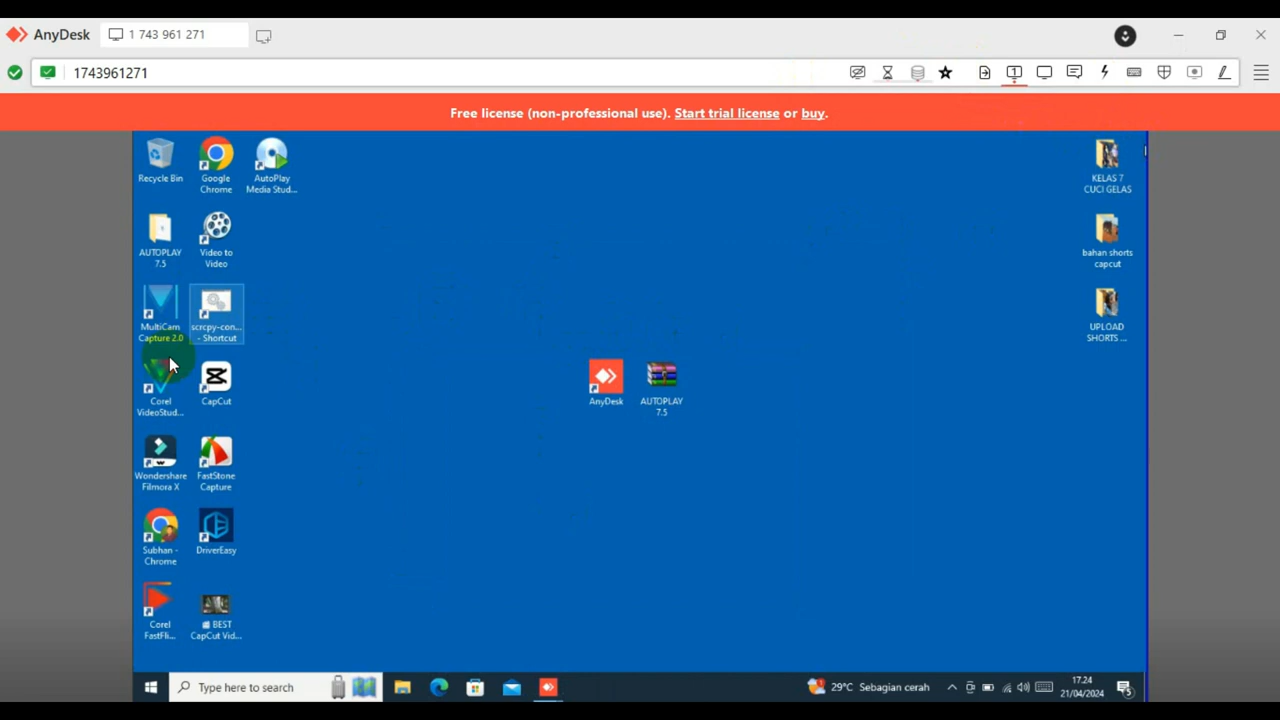 AnyDesk
1 743 961 271
1743961271
Free license (non-professional use). Start trial license or buy.
Recycle Bin
Google
Chrome
AutoPlay
Media Stud...
KELAS 7
CUCI GELAS
AUTOPLAY
7.5
Video to
Video
bahan shorts
capcut
MultiCam
Capture 2.0
scrcpy-con...
- Shortcut
UPLOAD
SHORTS ...
Corel
VideoStud...
CapCut
AnyDesk
AUTOPLAY
7.5
Wondershare
Filmora X
FastStone
Capture
Subhan -
Chrome
DriverEasy
Corel
FastFli...
BEST
CapCut Vid...
Type here to search
29°C Sebagian cerah
17.24
21/04/2024